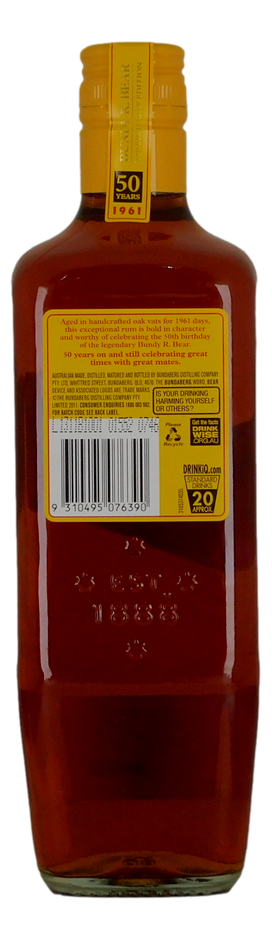 BUNDY R. BEAR
50
YEARS
1961
Aged in handcrafted oak vats for 1961 days,
this exceptional rum is bold in character
and worthy of celebrating the 50th birthday
of the legendary Bundy R. Bear.
50 years on and still celebrating great
times with great mates.
AUSTRALIAN MADE, DISTILLED, MATURED AND BOTTLED BY BUNDABERG DISTILLING COMPANY
PTY. LTD, WHITTRED STREET, BUNDABERG, QLD, 4670. THE BUNDABERG WORD, BEAR
DEVICE AND ASSOCIATED LOGOS ARE TRADE MARKS
©THE BUNDABERG DISTILLING COMPANY PTY
LIMITED 2011. CONSUMER ENQUIRIES 1800 093 982.
FOR BATCH CODE SEE BACK LABEL.
IS YOUR DRINKING
HARMING YOURSELF
OR OTHERS?
Get the facts
DRINK
WISE
.ORG.AU
Please
Recycle
DRINKiQ.com
STANDARD
DRINKS
20
APPROX.
9 310495 076390
EST.
1888